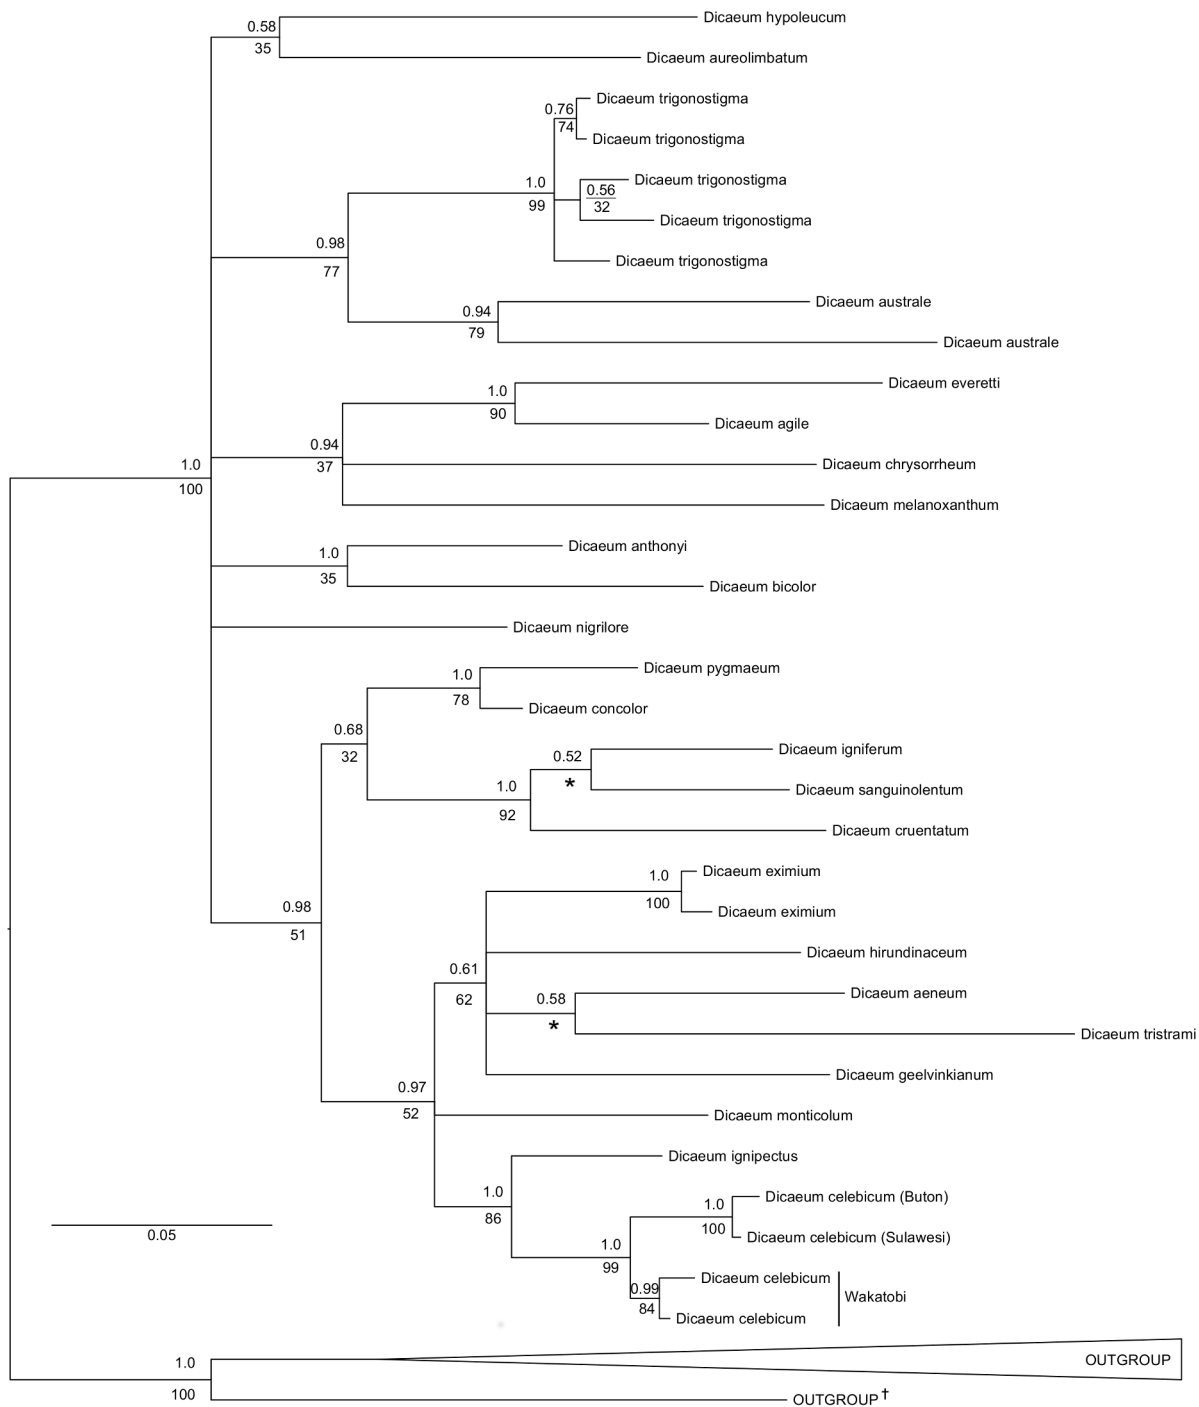 Dicaeum hypoleucum
0.58
35
Dicaeum aureolimbatum
Dicaeum trigonostigma
0.76
74
Dicaeum trigonostigma
Dicaeum trigonostigma
1.0
99
0.56
32
Dicaeum trigonostigma
Dicaeum trigonostigma
0.98
77
Dicaeum australe
0.94
79
Dicaeum australe
Dicaeum everetti
1.0
90
Dicaeum agile
0.94
37
Dicaeum chrysorrheum
1.0
100
Dicaeum melanoxanthum
Dicaeum anthonyi
1.0
35
Dicaeum bicolor
Dicaeum nigrilore
Dicaeum pygmaeum
1.0
78
Dicaeum concolor
0.68
32
Dicaeum igniferum
0.52
*
Dicaeum sanguinolentum
1.0
92
Dicaeum cruentatum
Dicaeum eximium
1.0
100
Dicaeum eximium
0.98
51
Dicaeum hirundinaceum
0.61
62
Dicaeum aeneum
0.58
*
Dicaeum tristrami
Dicaeum geelvinkianum
0.97
52
Dicaeum monticolum
Dicaeum ignipectus
1.0
86
Dicaeum celebicum (Buton)
1.0
100
Dicaeum celebicum (Sulawesi)
1.0
99
Dicaeum celebicum
0.99
84
Wakatobi
Dicaeum celebicum
0.05
1.0
100
OUTGROUP
OUTGROUP†